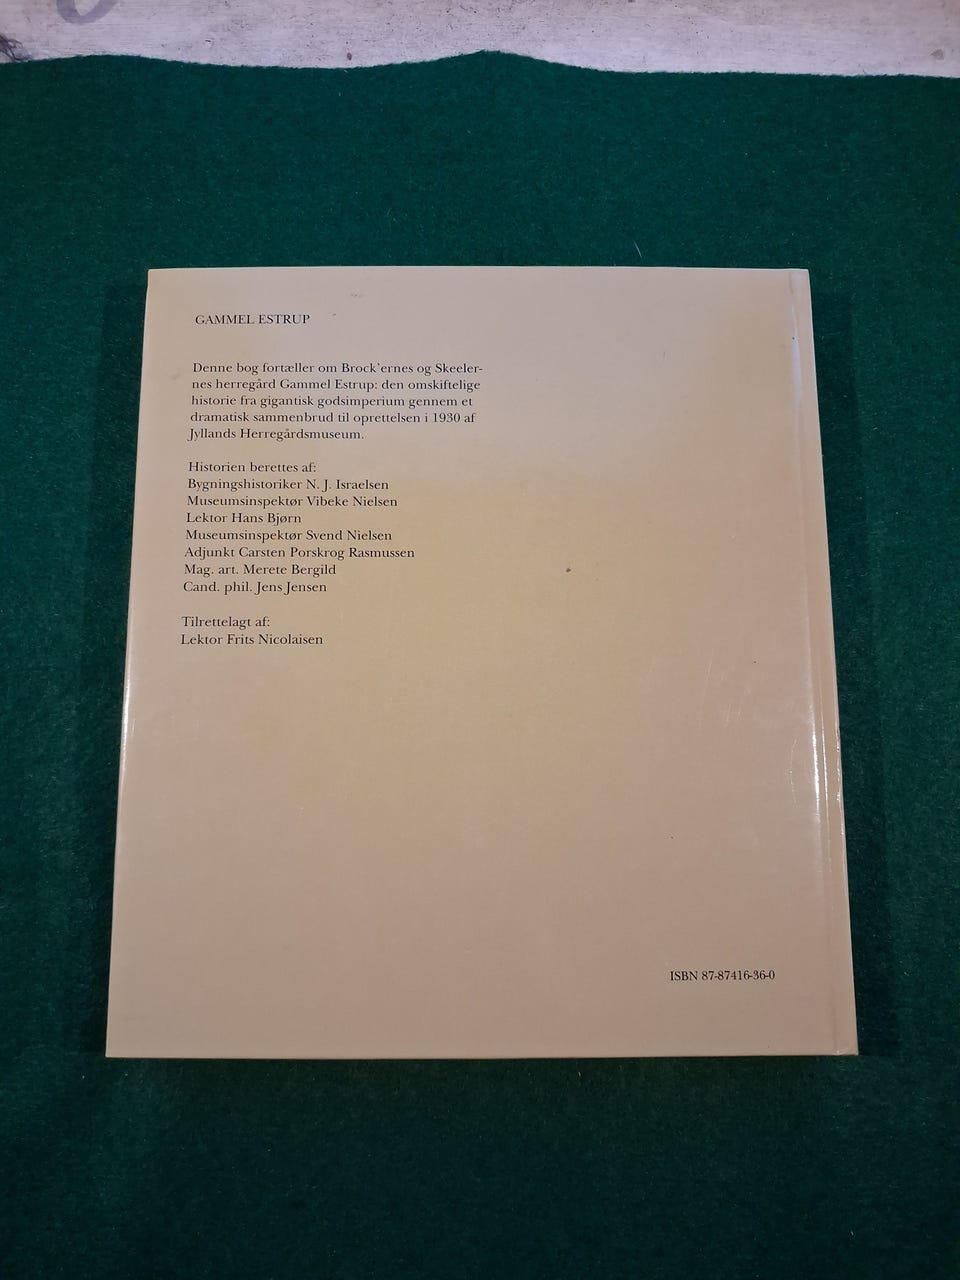 GAMMEL ESTRUP
Denne bog fortæller om Brock'ernes og Skeeler-
nes herregård Gammel Estrup: den omskiftelige
historie fra gigantisk godsimperium gennem et
dramatisk sammenbrud til oprettelsen i 1930 af
Jyllands Herregårdsmuseum.
Historien berettes af:
Bygningshistoriker N. J. Israelsen
Museumsinspektør Vibeke Nielsen
Lektor Hans Bjørn
Museumsinspektør Svend Nielsen
Adjunkt Carsten Porskrog Rasmussen
Mag. art. Merete Bergild
Cand. phil. Jens Jensen
Tilrettelagt af:
Lektor Frits Nicolaisen
ISBN 87-87416-36-0